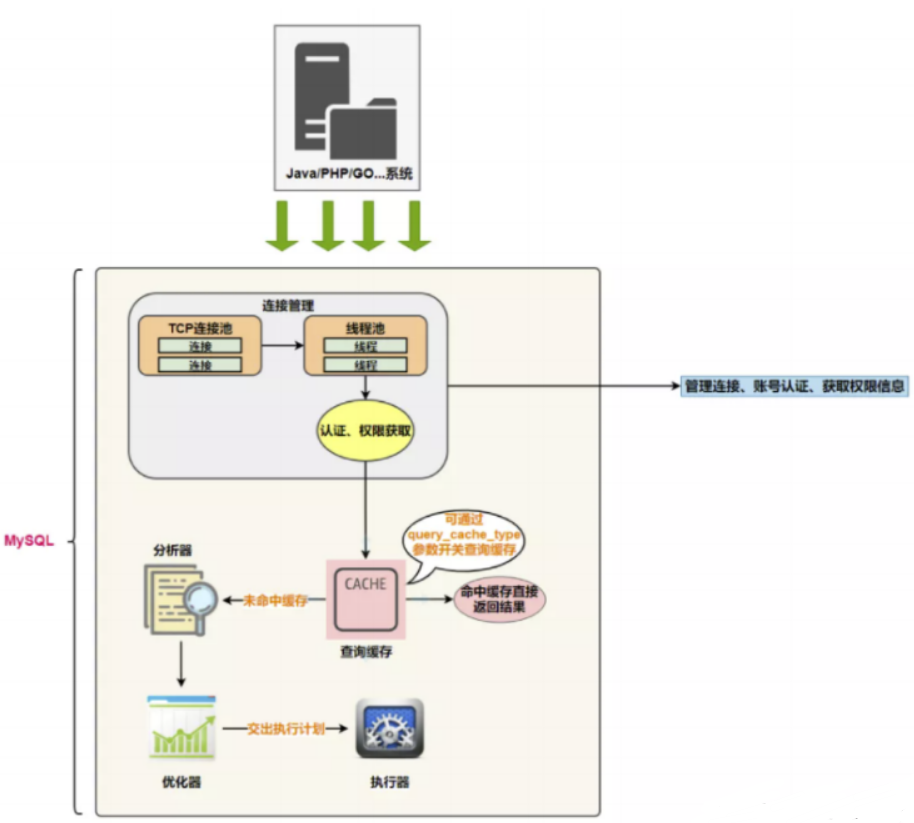 Java/PHP/GO...系统
连接管理
TCP连接池
连接
连接
线程池
线程
线程
认证、权限获取
管理连接、账号认证、获取权限信息
MySQL
可通过
query_cache_type
参数开关查询缓存
分析器
未命中缓存
CACHE
命中缓存直接
返回结果
查询缓存
交出执行计划
优化器
执行器